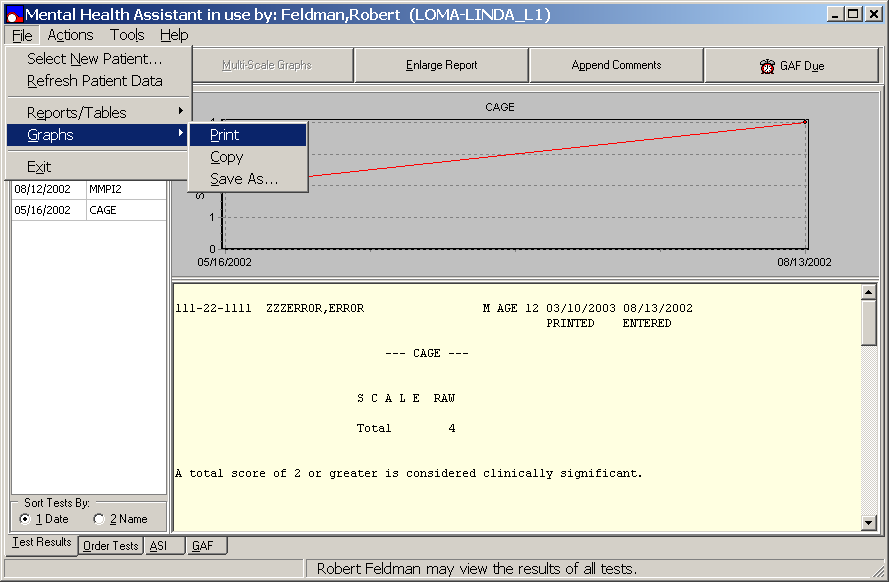 Mental Health Assistant in use by: Feldman,Robert (LOMA-LINDA_L1)
File Actions Tools Help
Select New Patient...
Refresh Patient Data
Reports/Tables
Graphs
Exit
Print
Copy
Save As...
Multi-Scale Graphs Enlarge Report Append Comments GAF Due
CAGE
1
0
05/16/2002 08/13/2002
08/12/2002 MMPI2
05/16/2002 CAGE
111-22-1111 ZZZERROR,ERROR M AGE 12 03/10/2003 08/13/2002
PRINTED ENTERED
--- CAGE ---
S C A L E RAW
Total 4
A total score of 2 or greater is considered clinically significant.
Sort Tests By:
1 Date 2 Name
Test Results Order Tests ASI GAF
Robert Feldman may view the results of all tests.